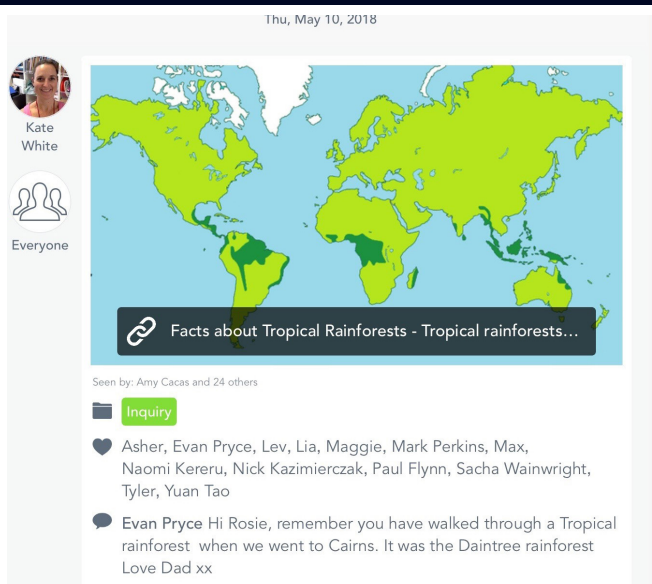 Thu, May 10, 2018
Kate
White
Everyone
Facts about Tropical Rainforests - Tropical rainforests...
Seen by: Amy Cacas and 24 others
Inquiry
Asher, Evan Pryce, Lev, Lia, Maggie, Mark Perkins, Max,
Naomi Kereru, Nick Kazimierczak, Paul Flynn, Sacha Wainwright,
Tyler, Yuan Tao
Evan Pryce Hi Rosie, remember you have walked through a Tropical
rainforest  when we went to Cairns. It was the Daintree rainforest
Love Dad xx